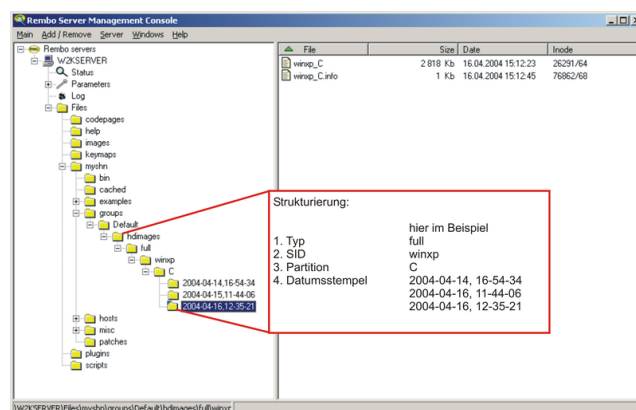 Rembo Server Management Console
Main Add / Remove Server Windows Help
Rembo servers
W2KSERVER
Status
Parameters
Log
Files
codepages
help
images
keymaps
myshn
bin
cached
examples
groups
Default
hdimages
full
winxp
C
2004-04-14,16-54-34
2004-04-15,11-44-06
2004-04-16,12-35-21
hosts
misc
patches
plugins
scripts
File Size Date Inode
winxp_C 2 818 Kb 16.04.2004 15:12:23 26291/64
winxp_C.info 1 Kb 16.04.2004 15:12:45 76862/68
Strukturierung:
hier im Beispiel
1. Typ full
2. SID winxp
3. Partition C
4. Datumsstempel 2004-04-14, 16-54-34
2004-04-16, 11-44-06
2004-04-16, 12-35-21
\W2KSERVER\Files\myshn\groups\Default\hdimages\full\winxp